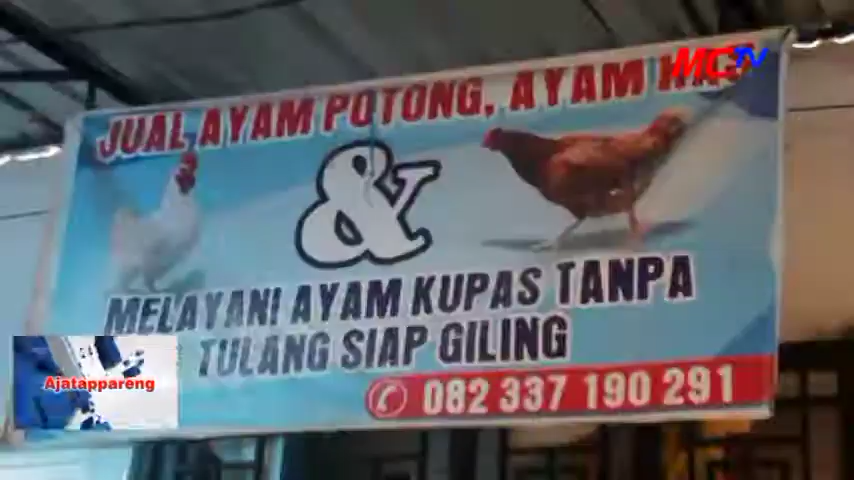 MCTV
JUAL AYAM POTONG, AYAM
&
MELAYANI AYAM KUPAS TANPA
TULANG SIAP GILING
082 337 190 291
Ajatappareng